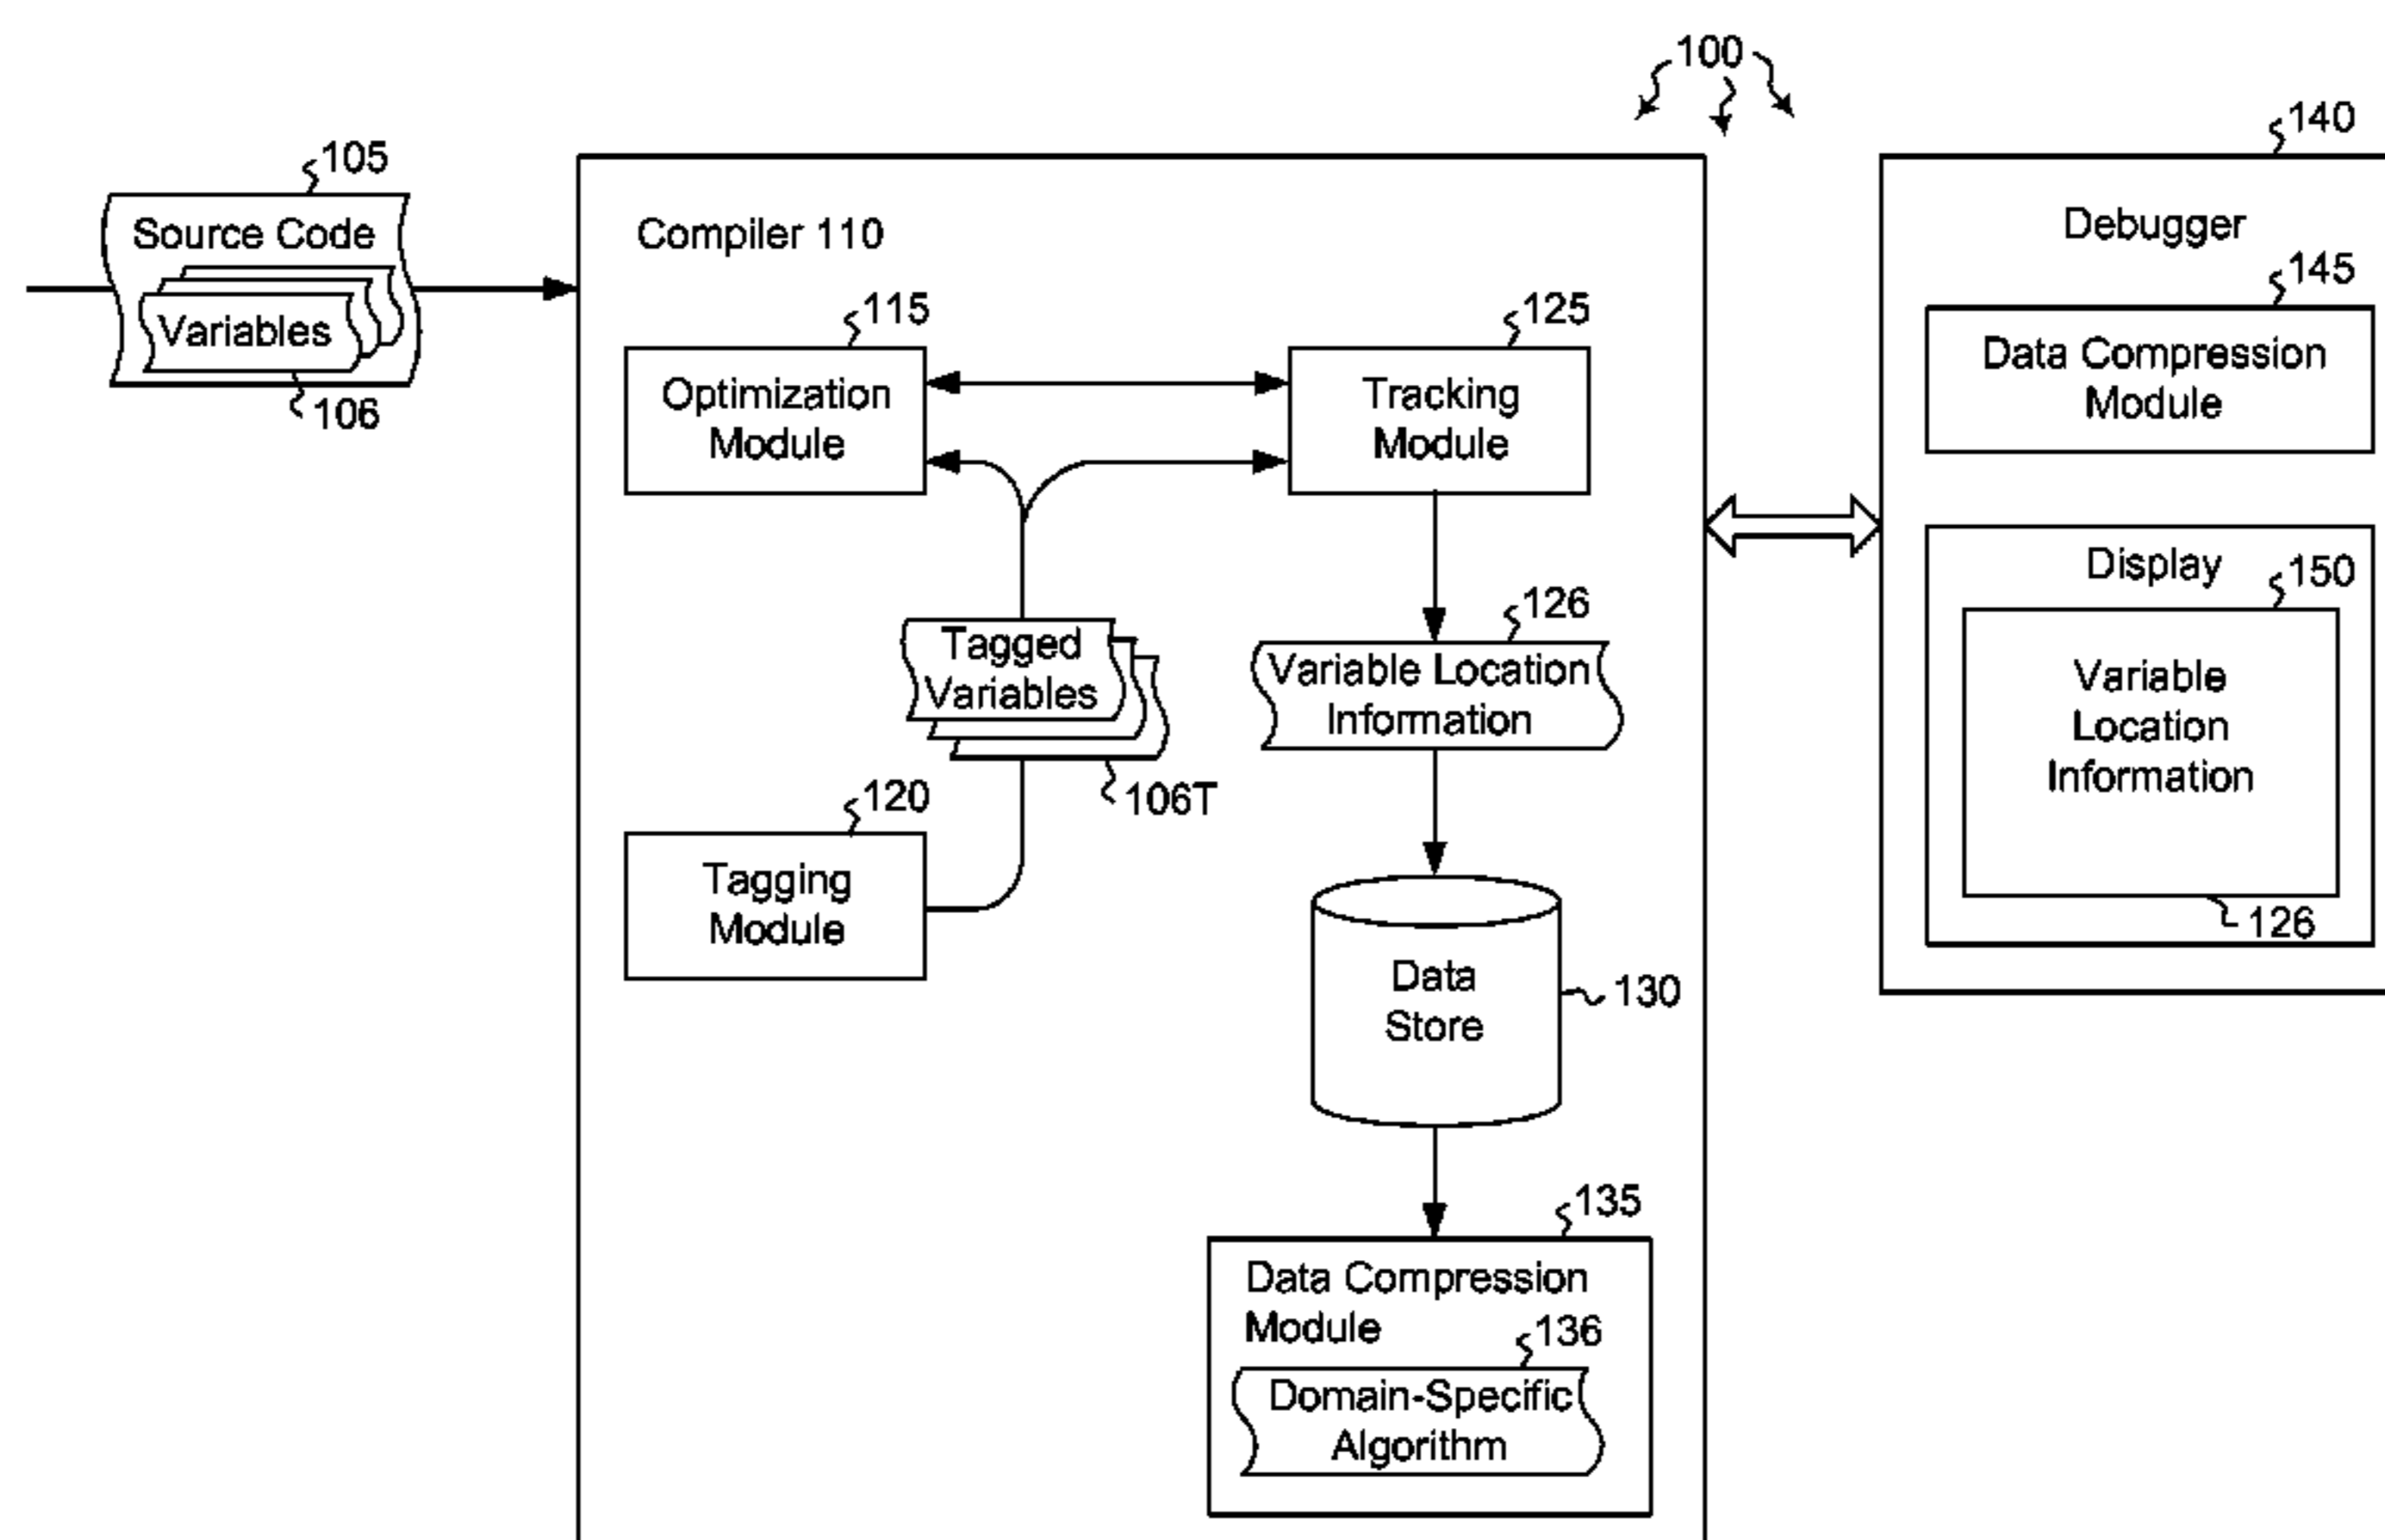 100
105
Source Code
Variables
106
Compiler 110
115
Optimization
Module
125
Tracking
Module
Tagged
Variables
106T
126
Variable Location
Information
120
Tagging
Module
Data
Store
130
135
Data Compression
Module
136
Domain-Specific
Algorithm
140
Debugger
145
Data Compression
Module
Display
150
Variable
Location
Information
126